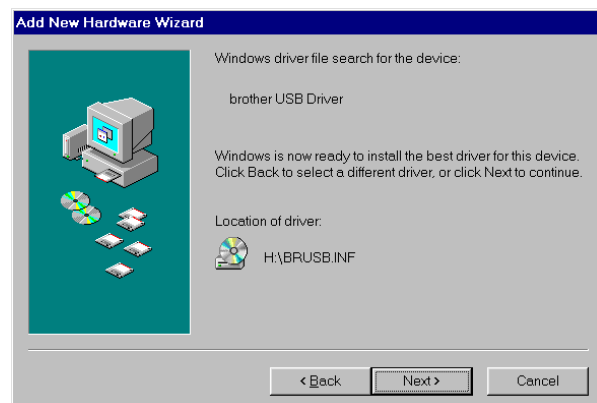 Add New Hardware Wizard
Windows driver file search for the device:
brother USB Driver
Windows is now ready to install the best driver for this device.
Click Back to select a different driver, or click Next to continue.
Location of driver:
H:\BRUSB.INF
< Back
Next >
Cancel